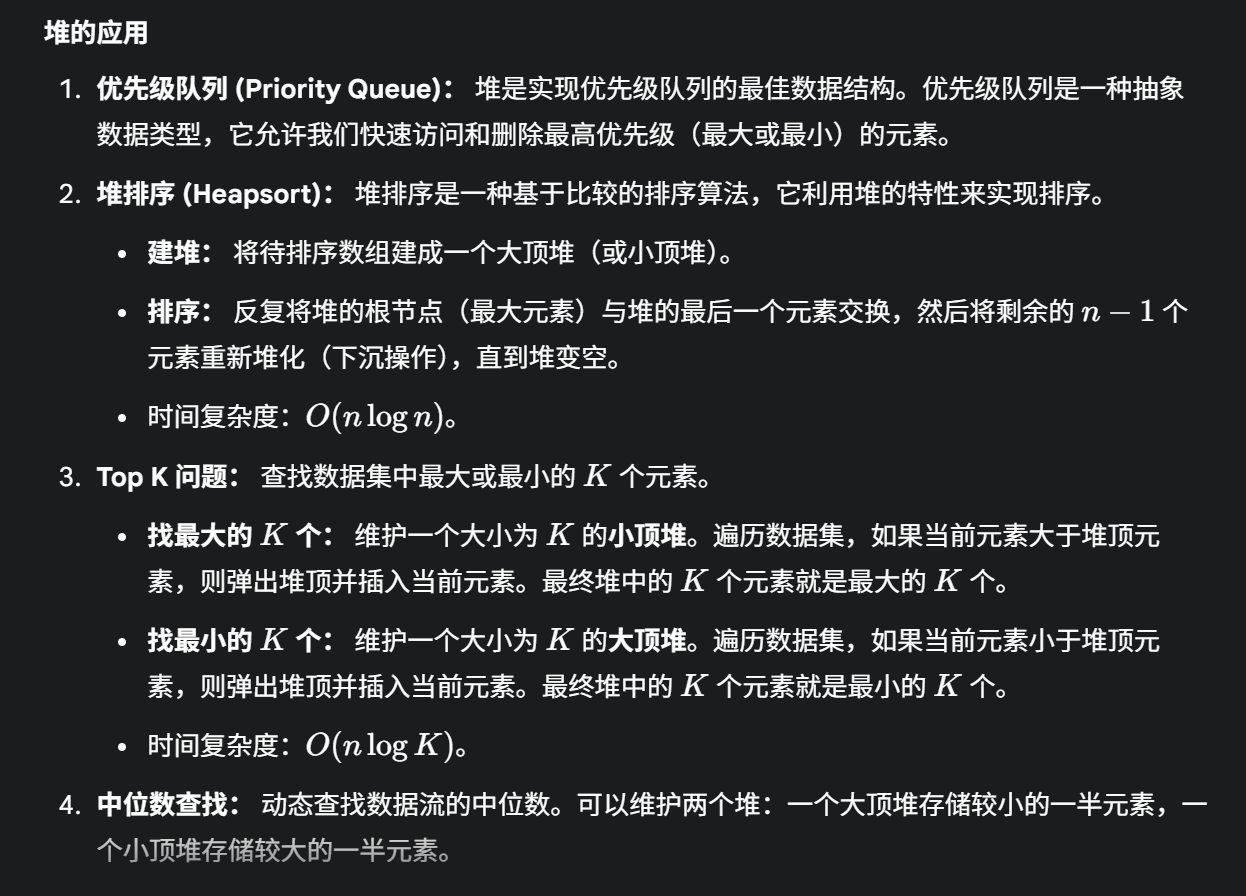 堆的应用
1. 优先级队列 (Priority Queue)： 堆是实现优先级队列的最佳数据结构。优先级队列是一种抽象
数据类型，它允许我们快速访问和删除最高优先级（最大或最小）的元素。
2. 堆排序 (Heapsort)： 堆排序是一种基于比较的排序算法，它利用堆的特性来实现排序。
• 建堆： 将待排序数组建成一个大顶堆（或小顶堆）。
• 排序： 反复将堆的根节点（最大元素）与堆的最后一个元素交换，然后将剩余的 n − 1 个
元素重新堆化（下沉操作），直到堆变空。
• 时间复杂度：O(n log n)。
3. Top K 问题： 查找数据集中最大或最小的 K 个元素。
• 找最大的 K 个： 维护一个大小为 K 的小顶堆。遍历数据集，如果当前元素大于堆顶元
素，则弹出堆顶并插入当前元素。最终堆中的 K 个元素就是最大的 K 个。
• 找最小的 K 个： 维护一个大小为 K 的大顶堆。遍历数据集，如果当前元素小于堆顶元
素，则弹出堆顶并插入当前元素。最终堆中的 K 个元素就是最小的 K 个。
• 时间复杂度：O(n log K)。
4. 中位数查找： 动态查找数据流的中位数。可以维护两个堆：一个大顶堆存储较小的一半元素，一
个小顶堆存储较大的一半元素。